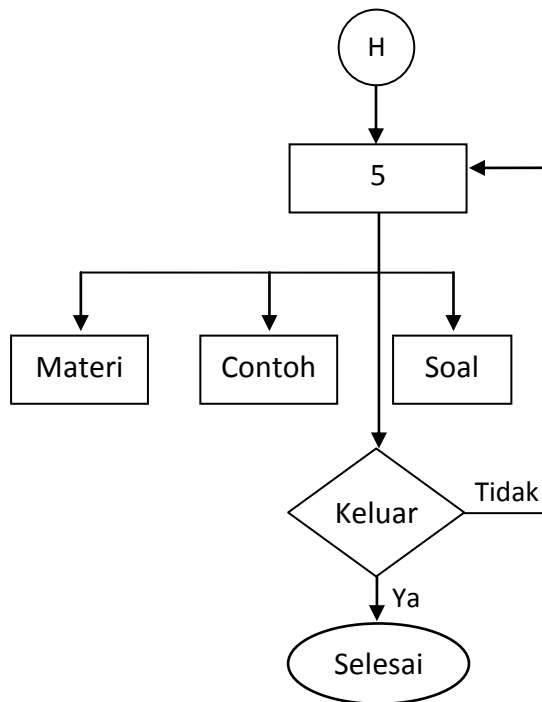 H
5
Materi
Contoh
Soal
Keluar
Tidak
Ya
Selesai